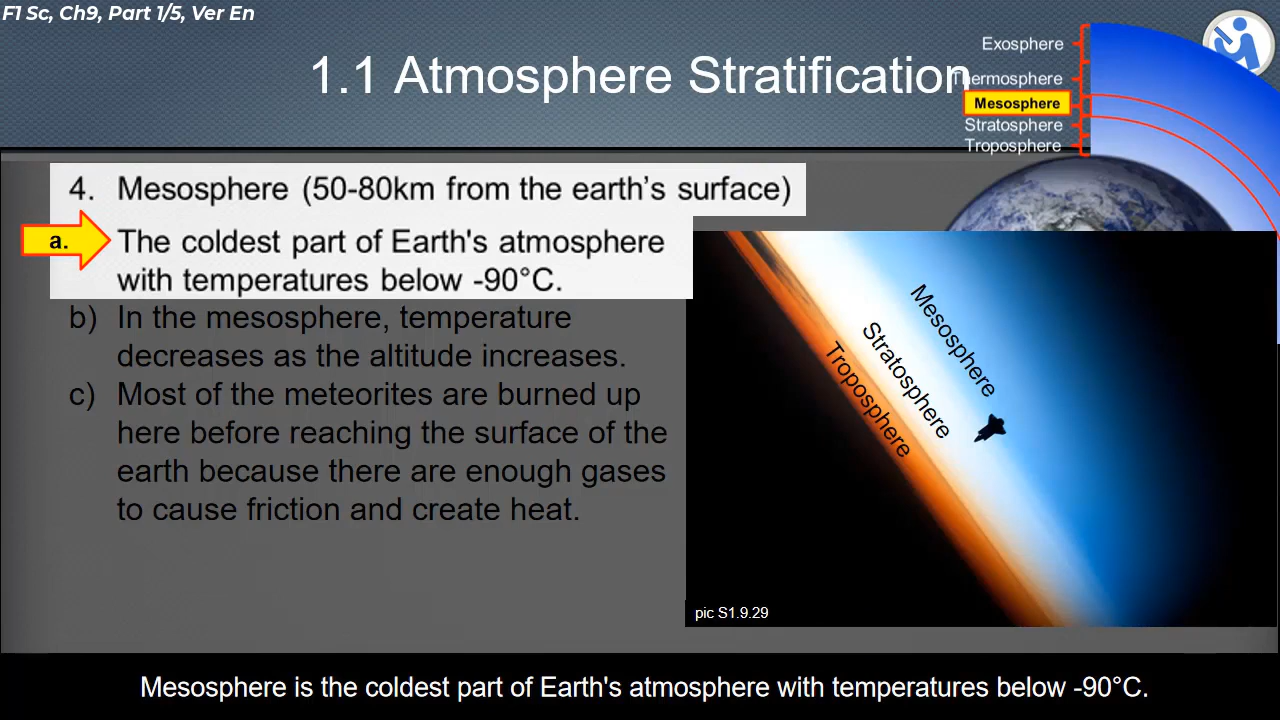 F1 Sc, Ch9, Part 1/5, Ver En
1.1 Atmosphere Stratification
Exosphere
Thermosphere
Mesosphere
Stratosphere
Troposphere
4. Mesosphere (50-80km from the earth’s surface)
a. The coldest part of Earth's atmosphere
with temperatures below -90°C.
b) In the mesosphere, temperature
decreases as the altitude increases.
c) Most of the meteorites are burned up
here before reaching the surface of the
earth because there are enough gases
to cause friction and create heat.
Mesosphere
Stratosphere
Troposphere
pic S1.9.29
Mesosphere is the coldest part of Earth's atmosphere with temperatures below -90°C.